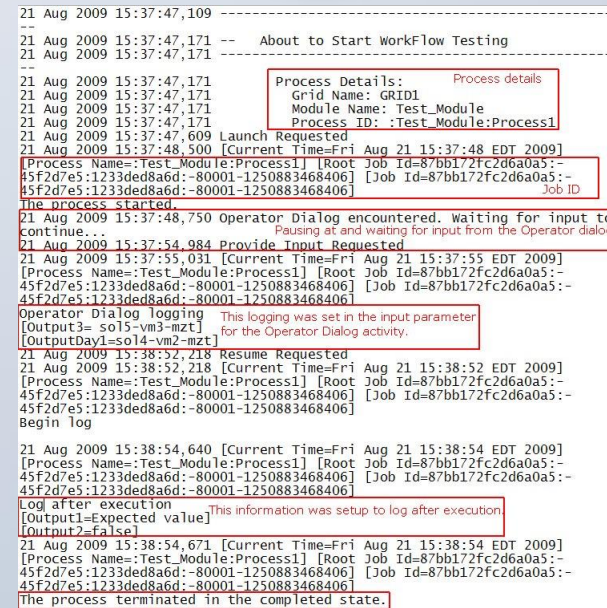 21 Aug 2009 15:37:47,109 ------------------------------------------------
--
21 Aug 2009 15:37:47,171 --   About to Start WorkFlow Testing
21 Aug 2009 15:37:47,171 ------------------------------------------------
--
21 Aug 2009 15:37:47,171 Process Details: Process details
21 Aug 2009 15:37:47,171 Grid Name: GRID1
21 Aug 2009 15:37:47,171 Module Name: Test_Module
21 Aug 2009 15:37:47,171 Process ID: :Test_Module:Process1
21 Aug 2009 15:37:47,609 Launch Requested
21 Aug 2009 15:37:48,500 [Current Time=Fri Aug 21 15:37:48 EDT 2009]
[Process Name=:Test_Module:Process1] [Root Job Id=87bb172fc2d6a0a5:-
45f2d7e5:1233ded8a6d:-80001-1250883468406] [Job Id=87bb172fc2d6a0a5:-
45f2d7e5:1233ded8a6d:-80001-1250883468406] Job ID
The process started.
21 Aug 2009 15:37:48,750 Operator Dialog encountered. Waiting for input to
continue... Pausing at and waiting for input from the Operator dialog
21 Aug 2009 15:37:54,984 Provide Input Requested
21 Aug 2009 15:37:55,031 [Current Time=Fri Aug 21 15:37:55 EDT 2009]
[Process Name=:Test_Module:Process1] [Root Job Id=87bb172fc2d6a0a5:-
45f2d7e5:1233ded8a6d:-80001-1250883468406] [Job Id=87bb172fc2d6a0a5:-
45f2d7e5:1233ded8a6d:-80001-1250883468406]
Operator Dialog logging This logging was set in the input parameter
[Output3= sol5-vm3-mzt] for the Operator Dialog activity.
[OutputDay1=sol4-vm2-mzt]
21 Aug 2009 15:38:52,218 Resume Requested
21 Aug 2009 15:38:52,218 [Current Time=Fri Aug 21 15:38:52 EDT 2009]
[Process Name=:Test_Module:Process1] [Root Job Id=87bb172fc2d6a0a5:-
45f2d7e5:1233ded8a6d:-80001-1250883468406] [Job Id=87bb172fc2d6a0a5:-
45f2d7e5:1233ded8a6d:-80001-1250883468406]
Begin log
21 Aug 2009 15:38:54,640 [Current Time=Fri Aug 21 15:38:54 EDT 2009]
[Process Name=:Test_Module:Process1] [Root Job Id=87bb172fc2d6a0a5:-
45f2d7e5:1233ded8a6d:-80001-1250883468406] [Job Id=87bb172fc2d6a0a5:-
45f2d7e5:1233ded8a6d:-80001-1250883468406]
Log after execution This information was setup to log after execution.
[Output1=Expected value]
[Output2=false]
21 Aug 2009 15:38:54,671 [Current Time=Fri Aug 21 15:38:54 EDT 2009]
[Process Name=:Test_Module:Process1] [Root Job Id=87bb172fc2d6a0a5:-
45f2d7e5:1233ded8a6d:-80001-1250883468406] [Job Id=87bb172fc2d6a0a5:-
45f2d7e5:1233ded8a6d:-80001-1250883468406]
The process terminated in the completed state.